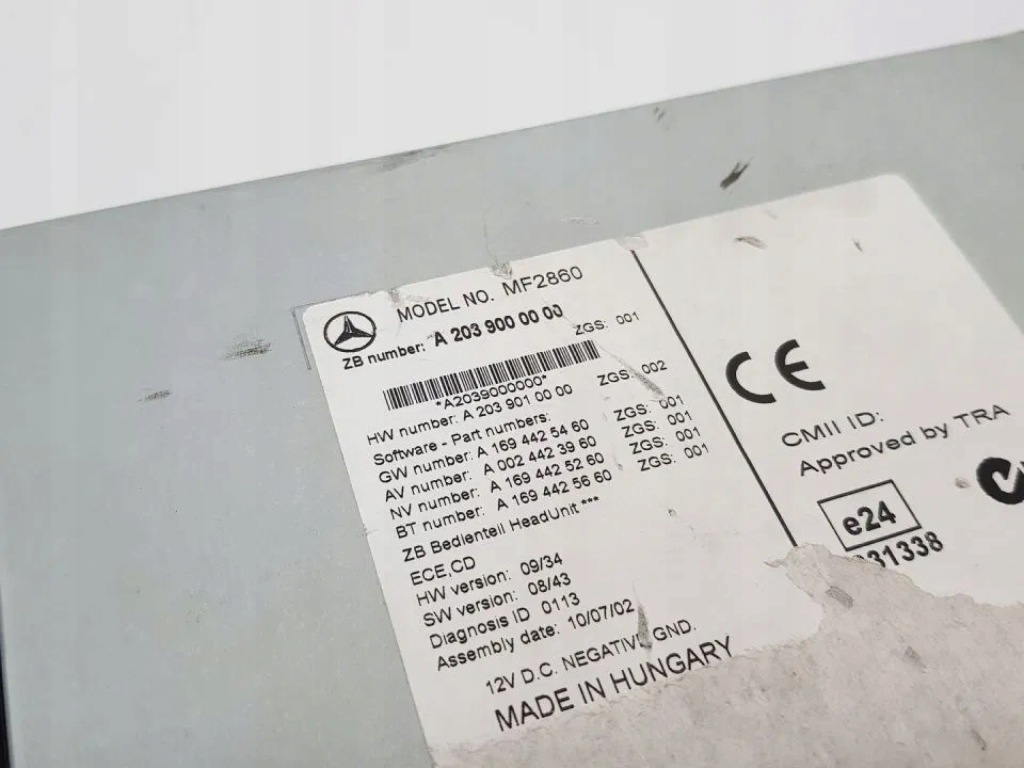 MODEL NO. MF2860
ZB number: A 203 900 00 00 ZGS: 001
*A2039000000*
HW number: A 203 901 00 00 ZGS: 002
Software - Part numbers:
GW number: A 169 442 54 60 ZGS: 001
AV number: A 002 442 39 60 ZGS: 001
NV number: A 169 442 52 60 ZGS: 001
BT number: A 169 442 56 60 ZGS: 001
ZB Bedienteil HeadUnit ***
ECE,CD
HW version: 09/34
SW version: 08/43
Diagnosis ID 0113
Assembly date: 10/07/02
12V D.C. NEGATIVE GND.
MADE IN HUNGARY
CE
CMII ID:
Approved by TRA
e24
31338